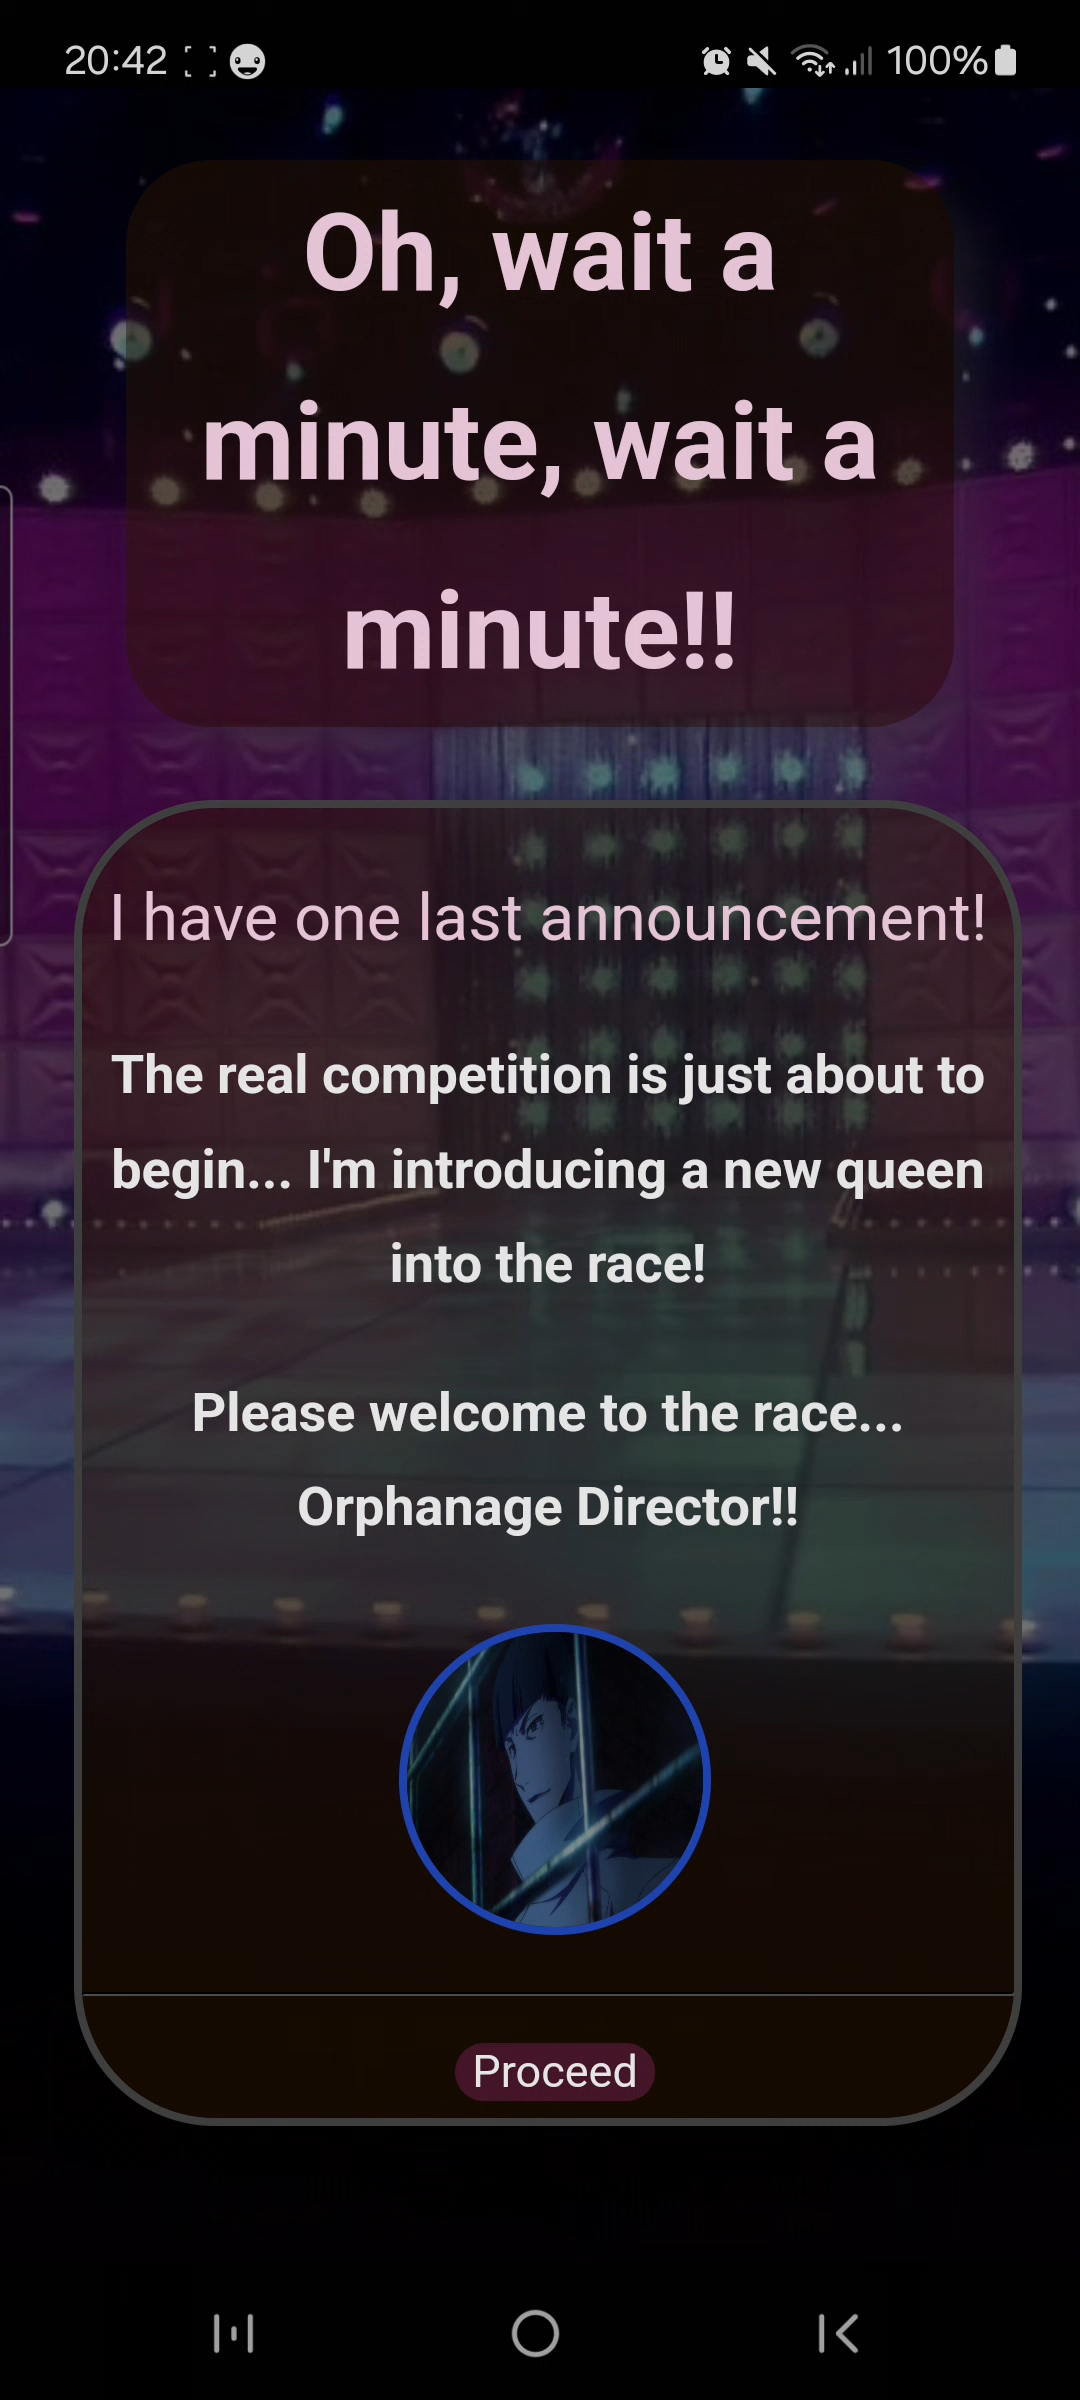 20:42 100%
Oh, wait a
minute, wait a
minute!!
I have one last announcement!
The real competition is just about to
begin... I'm introducing a new queen
into the race!
Please welcome to the race...
Orphanage Director!!
Proceed